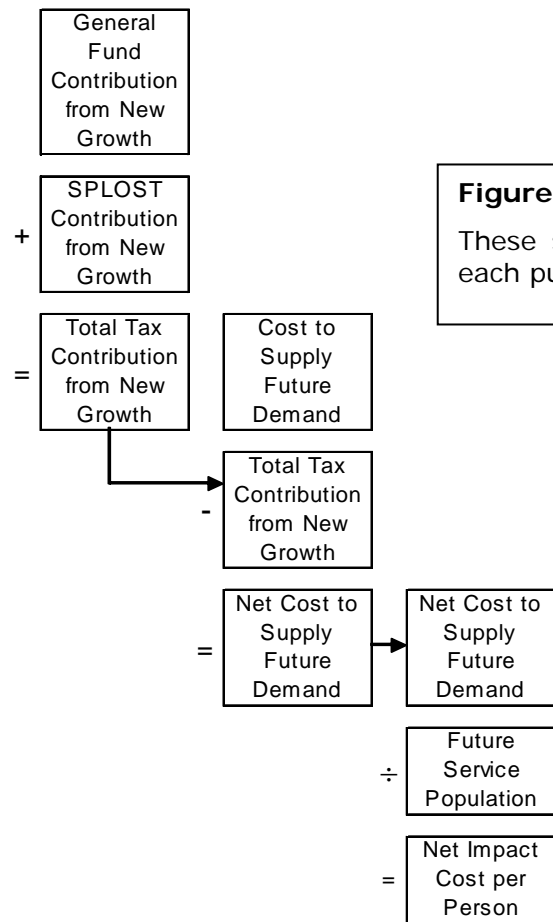 General
Fund
Contribution
from New
Growth
+
SPLOST
Contribution
from New
Growth
=
Total Tax
Contribution
from New
Growth
Cost to
Supply
Future
Demand
-
Total Tax
Contribution
from New
Growth
=
Net Cost to
Supply
Future
Demand
Net Cost to
Supply
Future
Demand
÷
Future
Service
Population
=
Net Impact
Cost per
Person
Figure
These
each